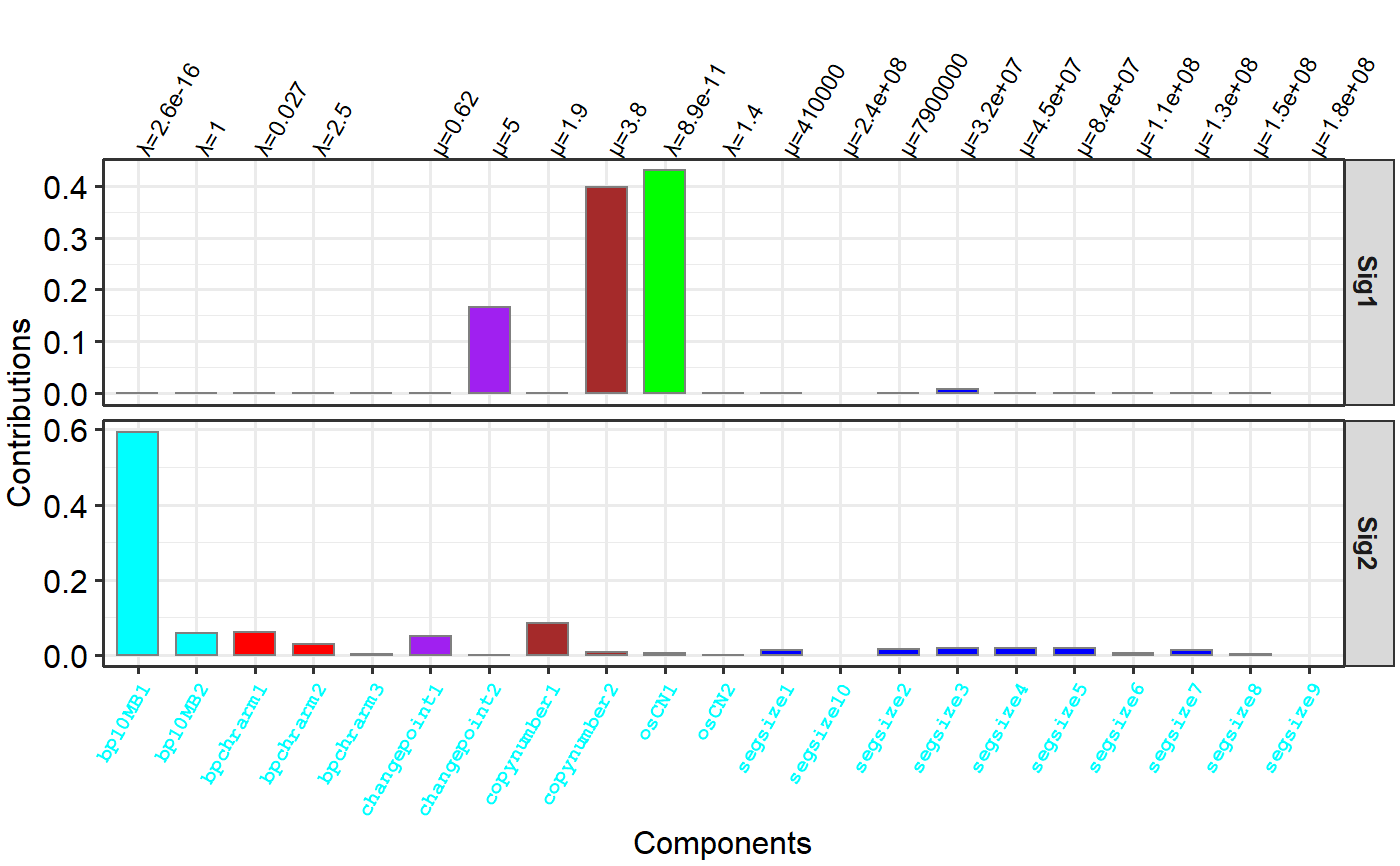 λ=2.6e-16
λ=1
λ=0.027
λ=2.5
μ=0.62
μ=5
μ=1.9
μ=3.8
λ=8.9e-11
λ=1.4
μ=410000
μ=2.4e+08
μ=7900000
μ=3.2e+07
μ=4.5e+07
μ=8.4e+07
μ=1.1e+08
μ=1.3e+08
μ=1.5e+08
μ=1.8e+08
0.4
0.3
0.2
0.1
0.0
Sig1
Contributions
0.6
0.4
0.2
0.0
Sig2
bp10MB1
bp10MB2
bpchrarm1
bpchrarm2
bpchrarm3
changepoint1
changepoint2
copynumber1
copynumber2
osCN1
osCN2
segsize1
segsize10
segsize2
segsize3
segsize4
segsize5
segsize6
segsize7
segsize8
segsize9
Components